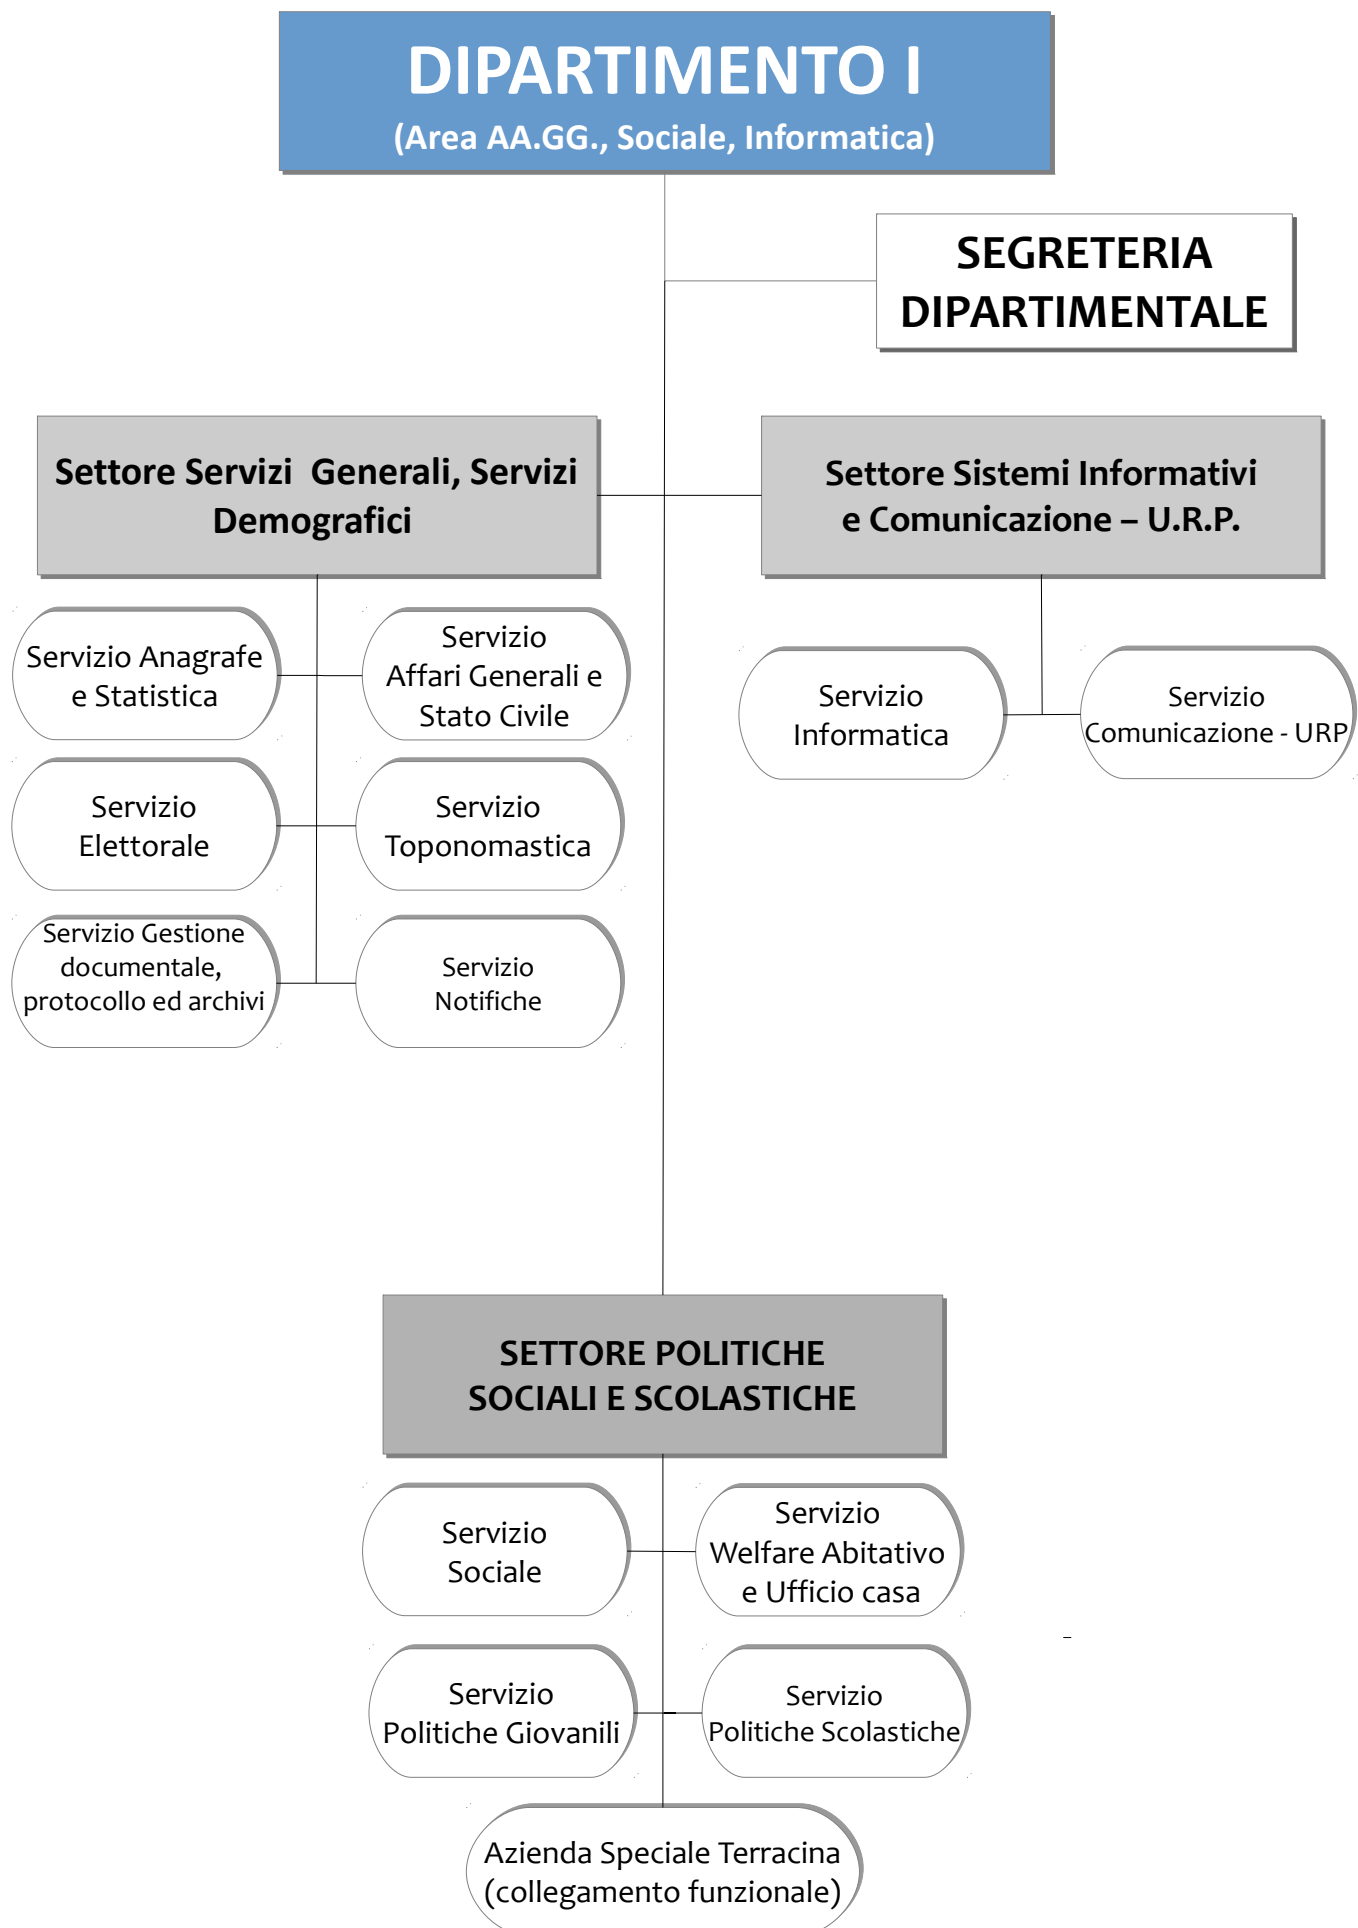 DIPARTIMENTO I
(Area AA.GG., Sociale, Informatica)
SEGRETERIA
DIPARTIMENTALE
Settore Servizi  Generali, Servizi
Demografici
Settore Sistemi Informativi
e Comunicazione – U.R.P.
Servizio Anagrafe
e Statistica
Servizio
Affari Generali e
Stato Civile
Servizio
Informatica
Servizio
Comunicazione - URP
Servizio
Elettorale
Servizio
Toponomastica
Servizio Gestione
documentale,
protocollo ed archivi
Servizio
Notifiche
SETTORE POLITICHE
SOCIALI E SCOLASTICHE
Servizio
Sociale
Servizio
Welfare Abitativo
e Ufficio casa
Servizio
Politiche Giovanili
Servizio
Politiche Scolastiche
Azienda Speciale Terracina
(collegamento funzionale)